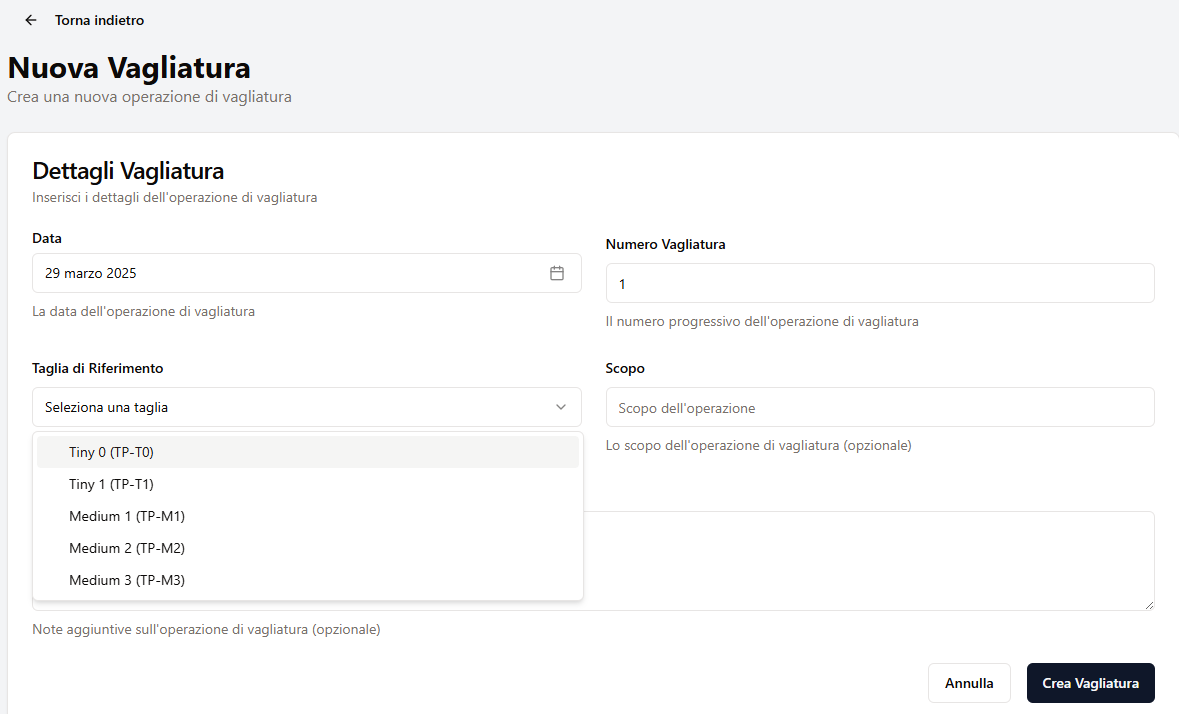 Torna indietro
Nuova Vagliatura
Crea una nuova operazione di vagliatura
Dettagli Vagliatura
Inserisci i dettagli dell'operazione di vagliatura
Data
29 marzo 2025
La data dell'operazione di vagliatura
Numero Vagliatura
1
Il numero progressivo dell'operazione di vagliatura
Taglia di Riferimento
Seleziona una taglia
Tiny 0 (TP-T0)
Tiny 1 (TP-T1)
Medium 1 (TP-M1)
Medium 2 (TP-M2)
Medium 3 (TP-M3)
Scopo
Scopo dell'operazione
Lo scopo dell'operazione di vagliatura (opzionale)
Note aggiuntive sull'operazione di vagliatura (opzionale)
Annulla
Crea Vagliatura